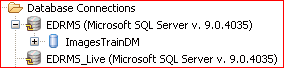 Database Connections
EDRMS (Microsoft SQL Server v. 9.0.4035)
ImagesTrainDM
EDRMS_Live (Microsoft SQL Server v. 9.0.4035)